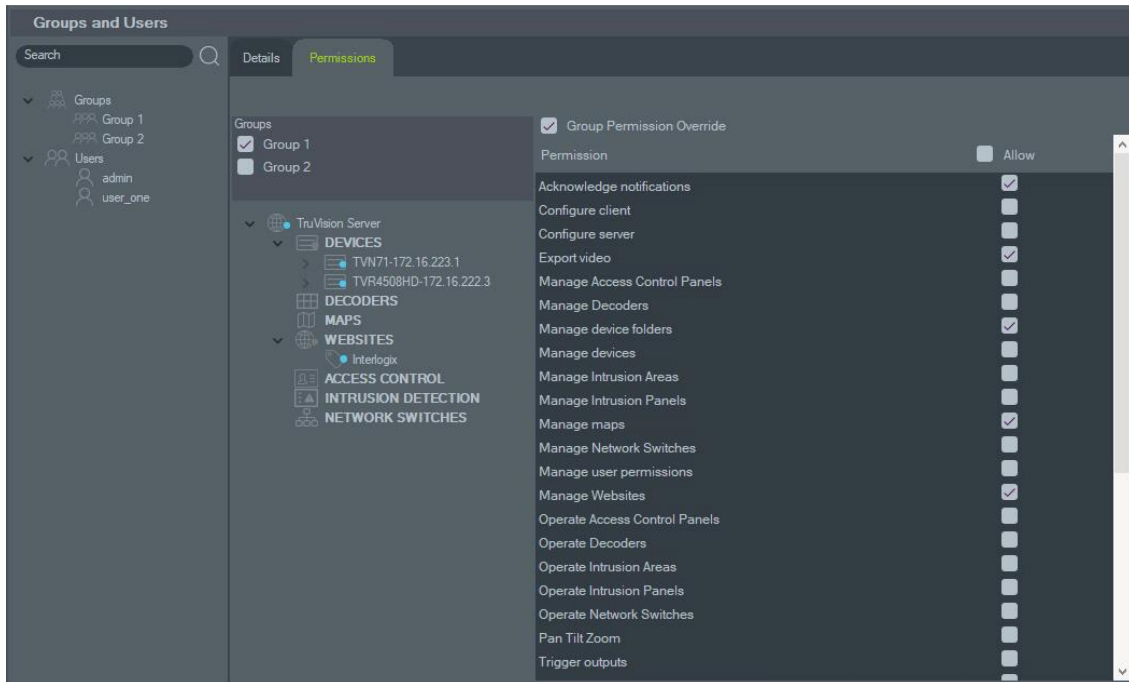 Groups and Users
Search
Groups
Group 1
Group 2
Users
admin
user_one
Details
Permissions
Groups
Group 1
Group 2
TruVision Server
DEVICES
TVN71-172.16.223.1
TVR4508HD-172.16.222.3
DECODERS
MAPS
WEBSITES
Interlogix
ACCESS CONTROL
INTRUSION DETECTION
NETWORK SWITCHES
Group Permission Override
Permission Allow
Acknowledge notifications
Configure client
Configure server
Export video
Manage Access Control Panels
Manage Decoders
Manage device folders
Manage devices
Manage Intrusion Areas
Manage Intrusion Panels
Manage maps
Manage Network Switches
Manage user permissions
Manage Websites
Operate Access Control Panels
Operate Decoders
Operate Intrusion Areas
Operate Intrusion Panels
Operate Network Switches
Pan Tilt Zoom
Trigger outputs